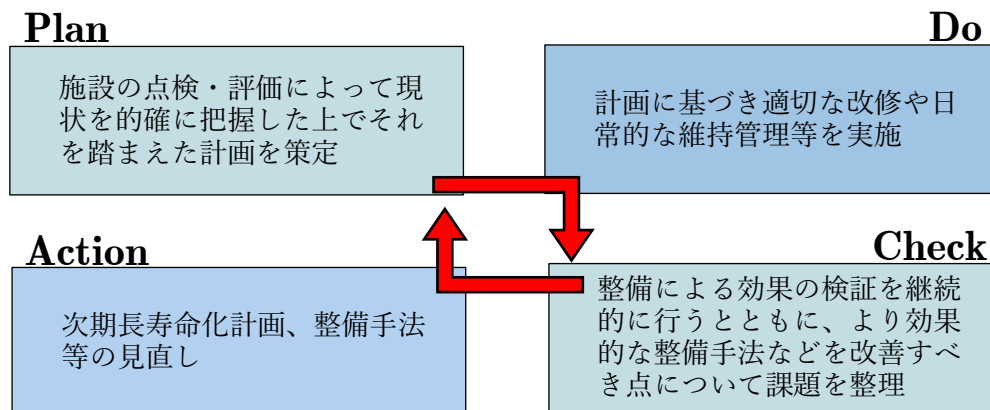 Plan
施設の点検・評価によって現
状を的確に把握した上でそれ
を踏まえた計画を策定
Do
計画に基づき適切な改修や日
常的な維持管理等を実施
Action
次期長寿命化計画、整備手法
等の見直し
Check
整備による効果の検証を継続
的に行うとともに、より効果
的な整備手法などを改善すべ
き点について課題を整理